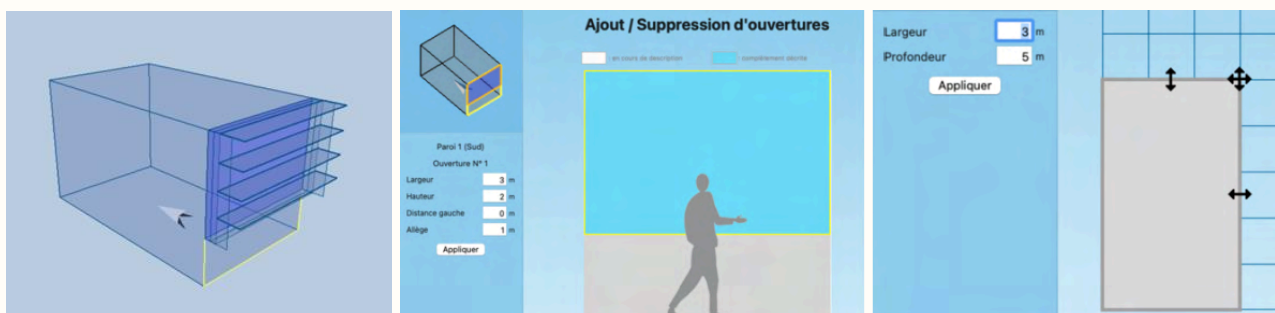 Ajout / Suppression d'ouvertures
en cours de description
complètement décrite
Paroi 1 (Sud)
Ouverture N° 1
Largeur 3 m
Hauteur 2 m
Distance gauche 0 m
Allège 1 m
Appliquer
Largeur 3 m
Profondeur 5 m
Appliquer